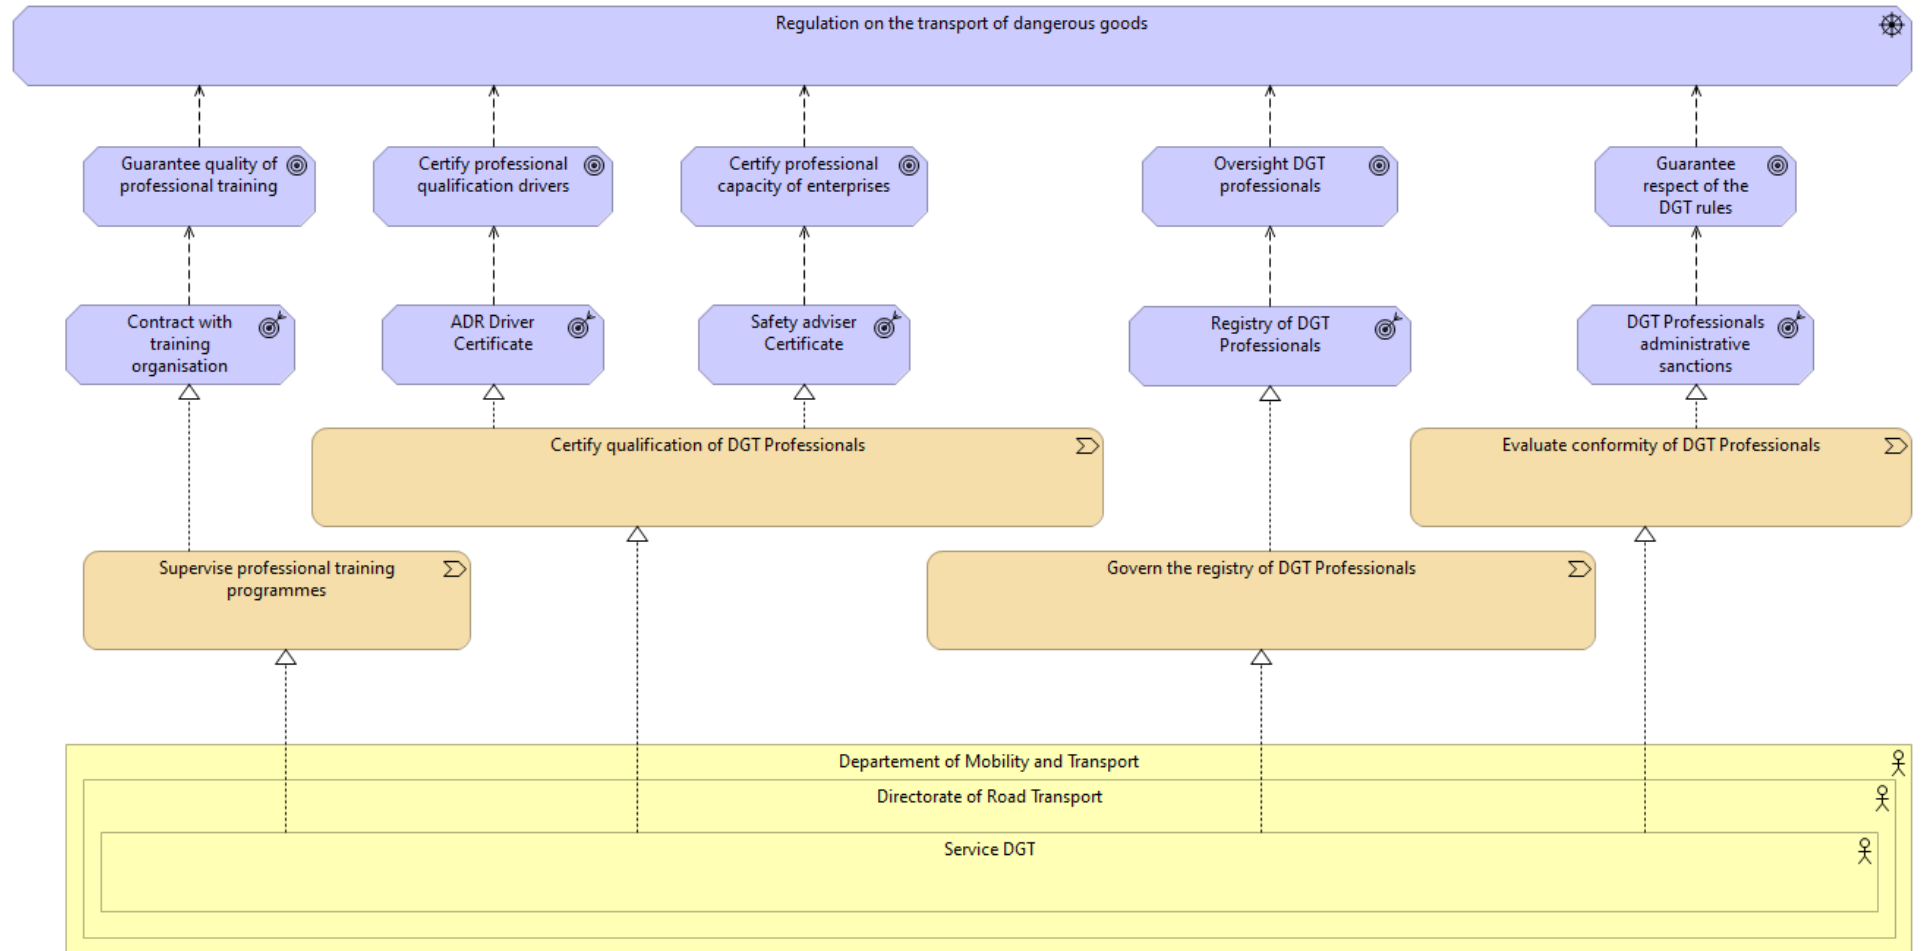 Regulation on the transport of dangerous goods
Guarantee quality of
professional training
Certify professional
qualification drivers
Certify professional
capacity of enterprises
Oversight DGT
professionals
Guarantee
respect of the
DGT rules
Contract with
training
organisation
ADR Driver
Certificate
Safety adviser
Certificate
Registry of DGT
Professionals
DGT Professionals
administrative
sanctions
Certify qualification of DGT Professionals
Evaluate conformity of DGT Professionals
Supervise professional training
programmes
Govern the registry of DGT Professionals
Departement of Mobility and Transport
Directorate of Road Transport
Service DGT